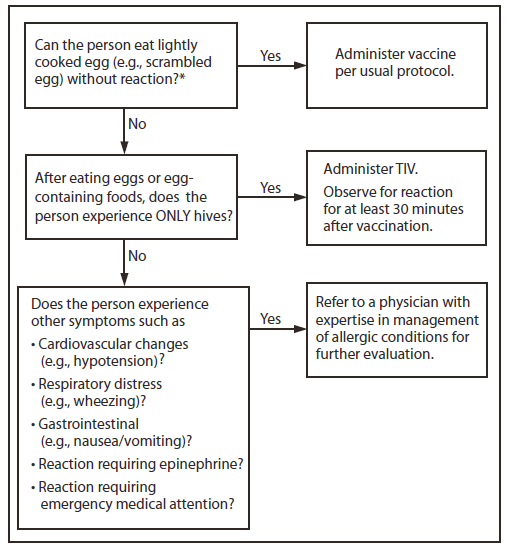 Can the person eat lightly
cooked egg (e.g., scrambled
egg) without reaction?*
Yes
Administer vaccine
per usual protocol.
No
After eating eggs or egg-
containing foods, does the
person experience ONLY hives?
Yes
Administer TIV.
Observe for reaction
for at least 30 minutes
after vaccination.
No
Does the person experience
other symptoms such as
• Cardiovascular changes
(e.g., hypotension)?
• Respiratory distress
(e.g., wheezing)?
• Gastrointestinal
(e.g., nausea/vomiting)?
• Reaction requiring epinephrine?
• Reaction requiring
emergency medical attention?
Yes
Refer to a physician with
expertise in management
of allergic conditions for
further evaluation.